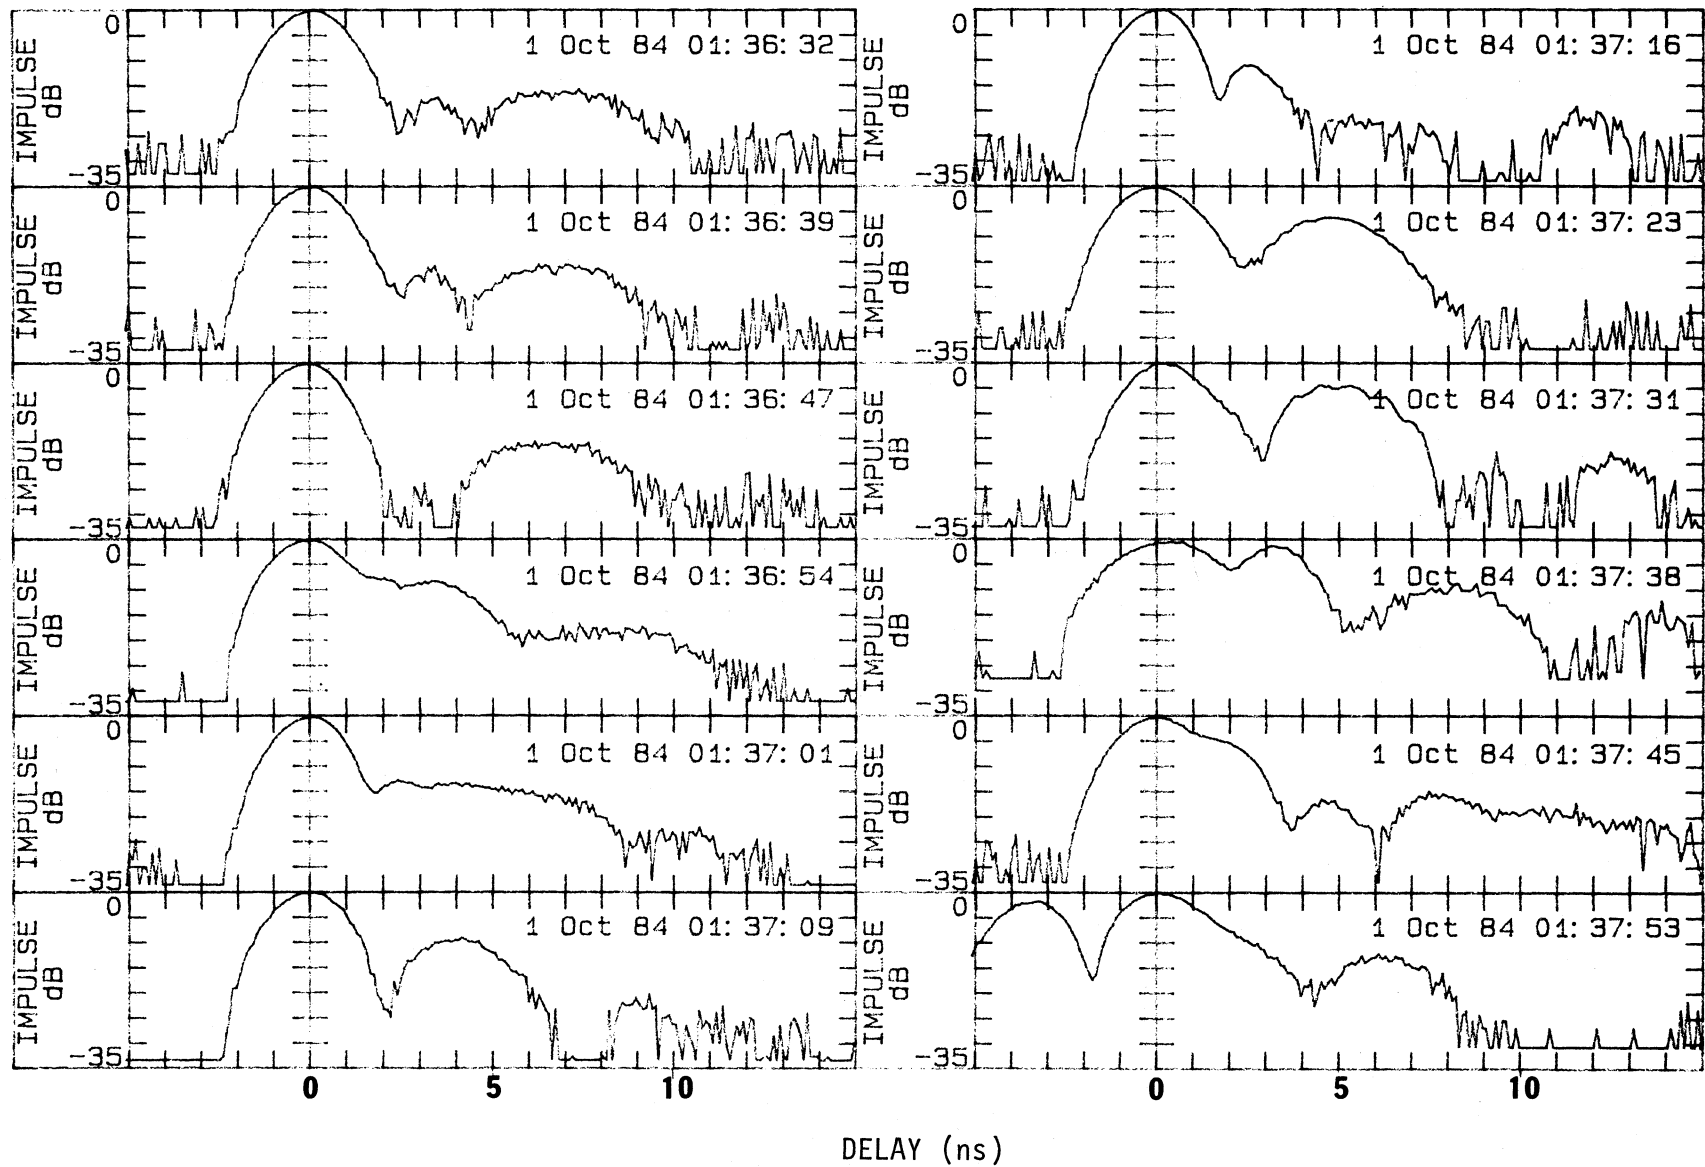 IMPULSE dB 0 -35 1 Oct 84 01:36:32
IMPULSE dB 0 -35 1 Oct 84 01:36:39
IMPULSE dB 0 -35 1 Oct 84 01:36:47
IMPULSE dB 0 -35 1 Oct 84 01:36:54
IMPULSE dB 0 -35 1 Oct 84 01:37:01
IMPULSE dB 0 -35 1 Oct 84 01:37:09
0 5 10
IMPULSE dB 0 -35 1 Oct 84 01:37:16
IMPULSE dB 0 -35 1 Oct 84 01:37:23
IMPULSE dB 0 -35 1 Oct 84 01:37:31
IMPULSE dB 0 -35 1 Oct 84 01:37:38
IMPULSE dB 0 -35 1 Oct 84 01:37:45
IMPULSE dB 0 -35 1 Oct 84 01:37:53
0 5 10
DELAY (ns)